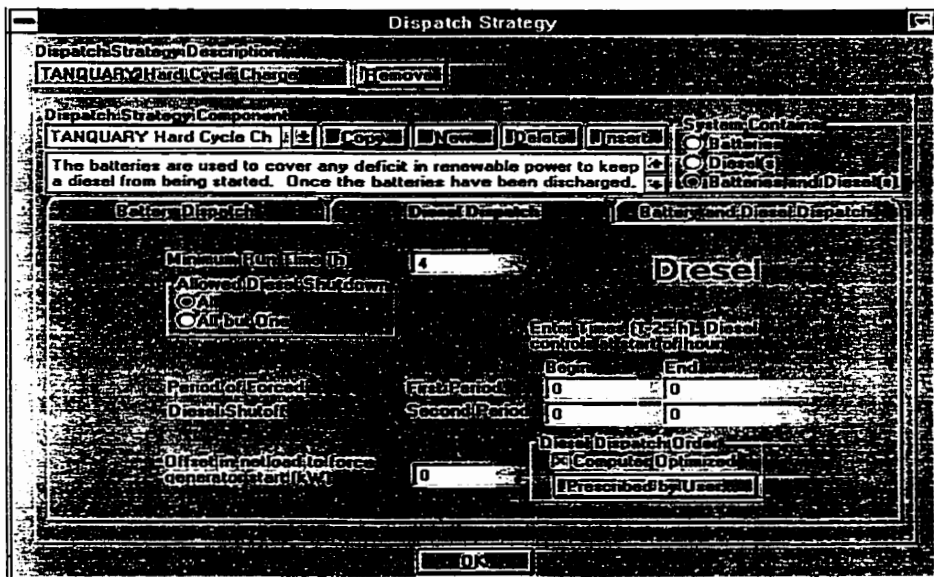 Dispatch Strategy
Dispatch Strategy Description
TANQUARY Hard Cycle Charge Remove
Dispatch Strategy Component
TANQUARY Hard Cycle Ch Copy New Delete Insert
System Contains
Batteries
Diesel(s)
Batteries and Diesel(s)
The batteries are used to cover any deficit in renewable power to keep
a diesel from being started. Once the batteries have been discharged,
Battery Dispatch Diesel Dispatch Battery and Diesel Dispatch
Minimum Run Time (h) 4
Diesel
Allowed Diesel Shutdown
All
All but One
Enter Times (1-25 h). Diesel
controls at start of hour
Begin End
Period of Forced First Period 0 0
Diesel Shutoff Second Period 0 0
Diesel Dispatch Order
Computer Optimized
Prescribed by User
Offset in net load to force
generator start (kW) 0
OK